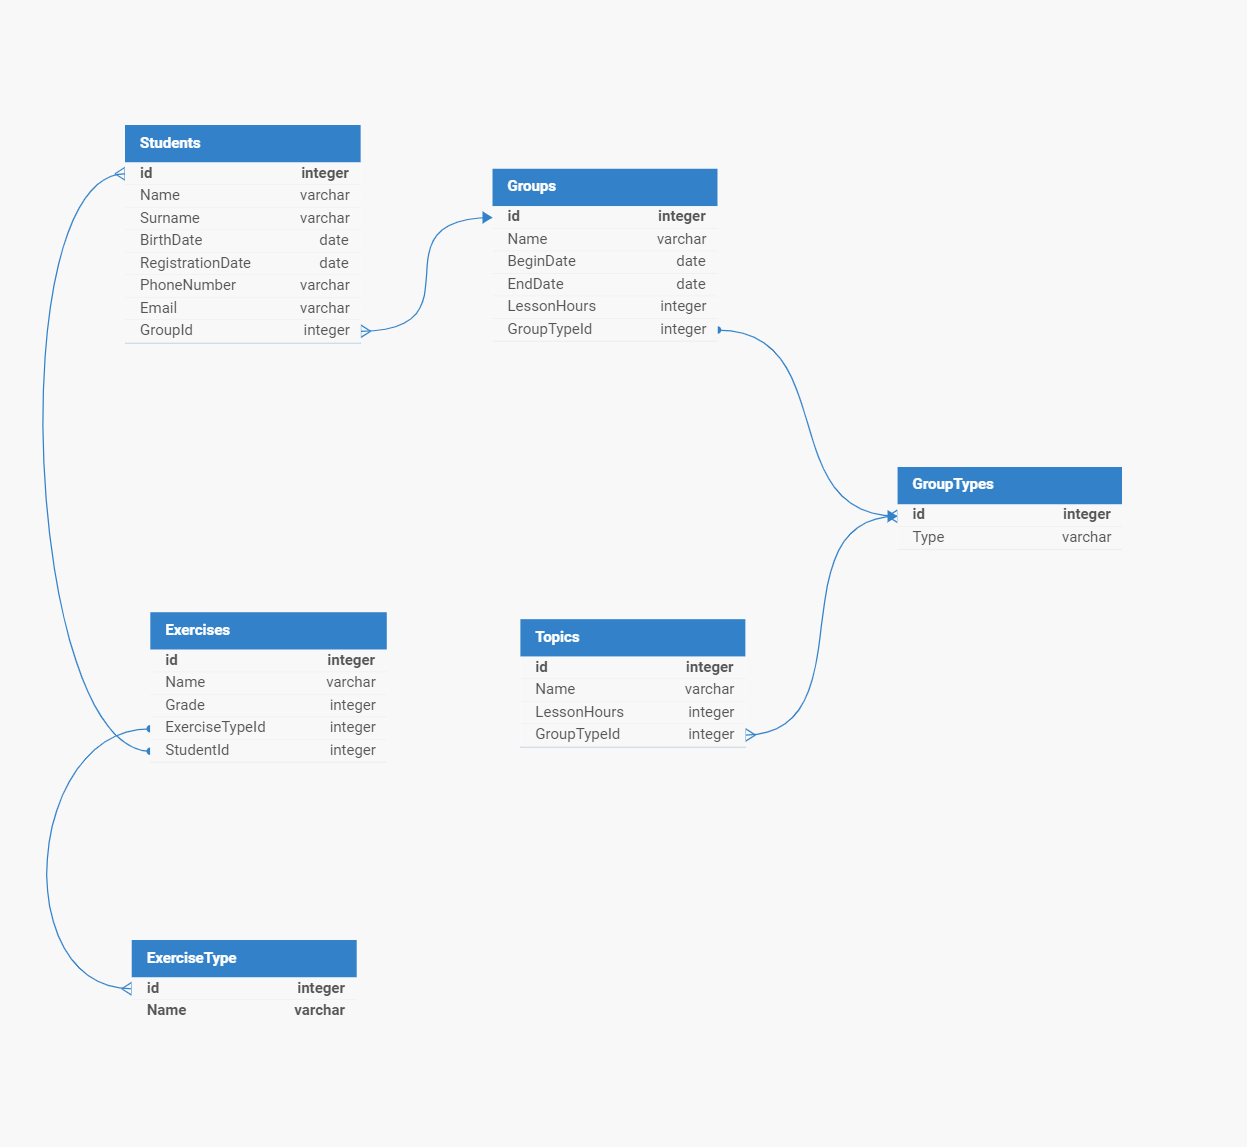 Students
id integer
Name varchar
Surname varchar
BirthDate date
RegistrationDate date
PhoneNumber varchar
Email varchar
GroupId integer
Groups
id integer
Name varchar
BeginDate date
EndDate date
LessonHours integer
GroupTypeId integer
GroupTypes
id integer
Type varchar
Exercises
id integer
Name varchar
Grade integer
ExerciseTypeId integer
StudentId integer
Topics
id integer
Name varchar
LessonHours integer
GroupTypeId integer
ExerciseType
id integer
Name varchar